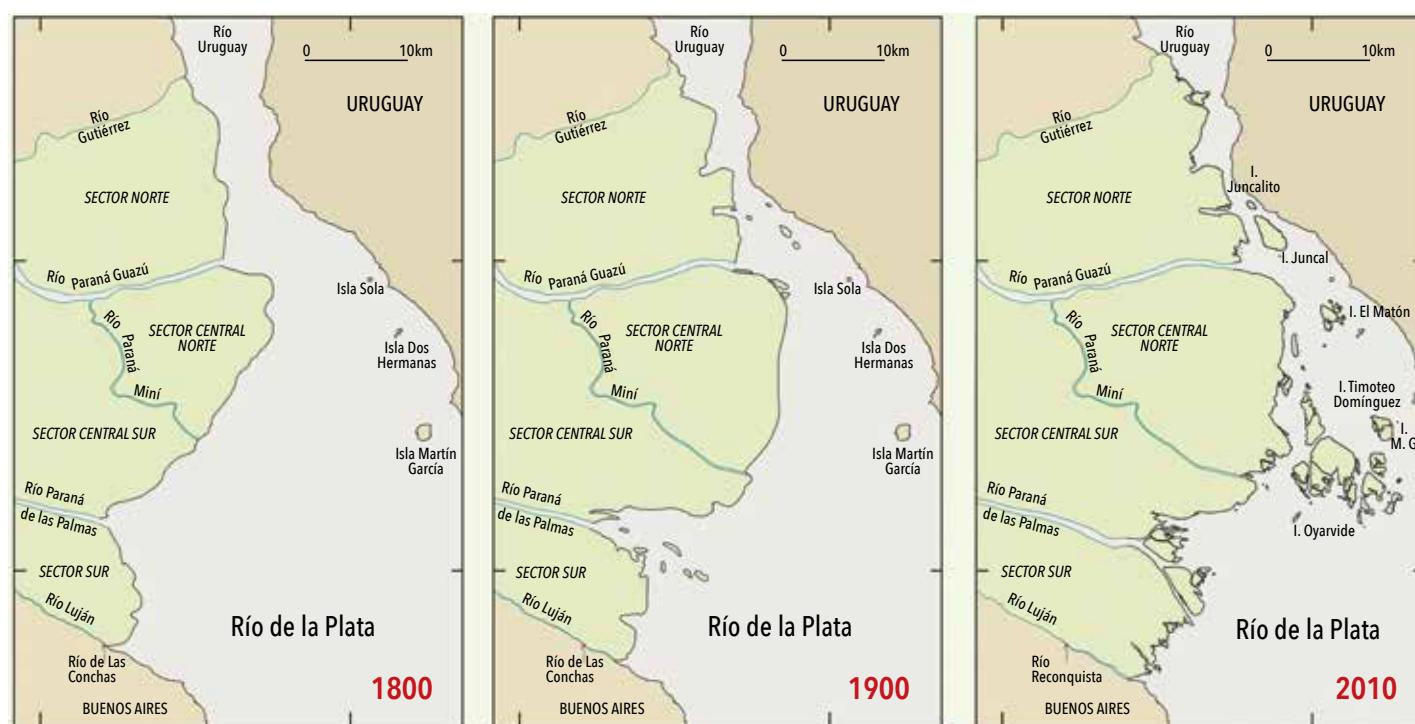 Río
Uruguay
0 10km
URUGUAY
Río
Gutiérrez
SECTOR NORTE
Río Paraná Guazú
Isla Sola
Río
Paraná
Miní
SECTOR CENTRAL
NORTE
Isla Dos
Hermanas
SECTOR CENTRAL SUR
Isla Martín
García
Río Paraná
de las Palmas
SECTOR SUR
Río Luján
Río de la Plata
Río de Las
Conchas
1800
BUENOS AIRES
Río
Uruguay
0 10km
URUGUAY
Río
Gutiérrez
SECTOR NORTE
Río Paraná Guazú
Isla Sola
Río
Paraná
Miní
SECTOR CENTRAL
NORTE
Isla Dos
Hermanas
SECTOR CENTRAL SUR
Isla Martín
García
Río Paraná
de las Palmas
SECTOR SUR
Río Luján
Río de la Plata
Río de Las
Conchas
1900
BUENOS AIRES
Río
Uruguay
0 10km
URUGUAY
Río
Gutiérrez
I.
Juncalito
SECTOR NORTE
I. Juncal
Río Paraná Guazú
I. El Matón
Río
Paraná
Miní
SECTOR CENTRAL
NORTE
I. Timoteo
Domínguez
SECTOR CENTRAL SUR
I.
M. G
Río Paraná
de las Palmas
I. Oyarvide
SECTOR SUR
Río Luján
Río de la Plata
Río
Reconquista
2010
BUENOS AIRES